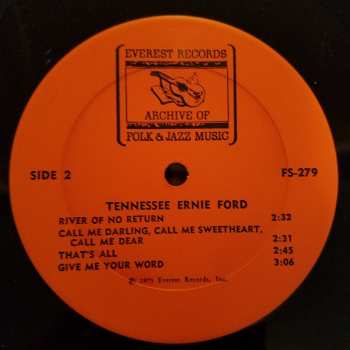 EVEREST RECORDS
ARCHIVE OF
FOLK & JAZZ MUSIC
SIDE 2
FS-279
TENNESSEE ERNIE FORD
RIVER OF NO RETURN 2:32
CALL ME DARLING, CALL ME SWEETHEART,
CALL ME DEAR 2:31
THAT'S ALL 2:45
GIVE ME YOUR WORD 3:06
℗ 1975 Everest Records, Inc.